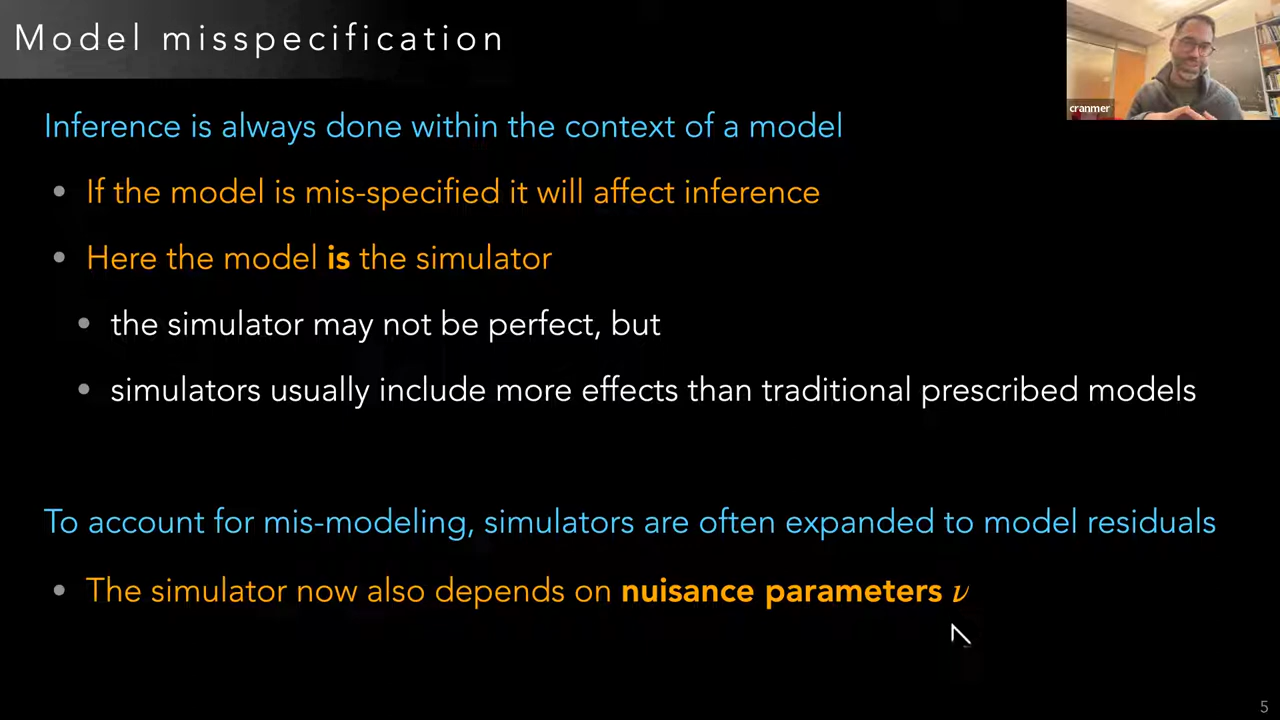 Model misspecification
cranmer
Inference is always done within the context of a model
• If the model is mis-specified it will affect inference
• Here the model is the simulator
• the simulator may not be perfect, but
• simulators usually include more effects than traditional prescribed models
To account for mis-modeling, simulators are often expanded to model residuals
• The simulator now also depends on nuisance parameters ν
5